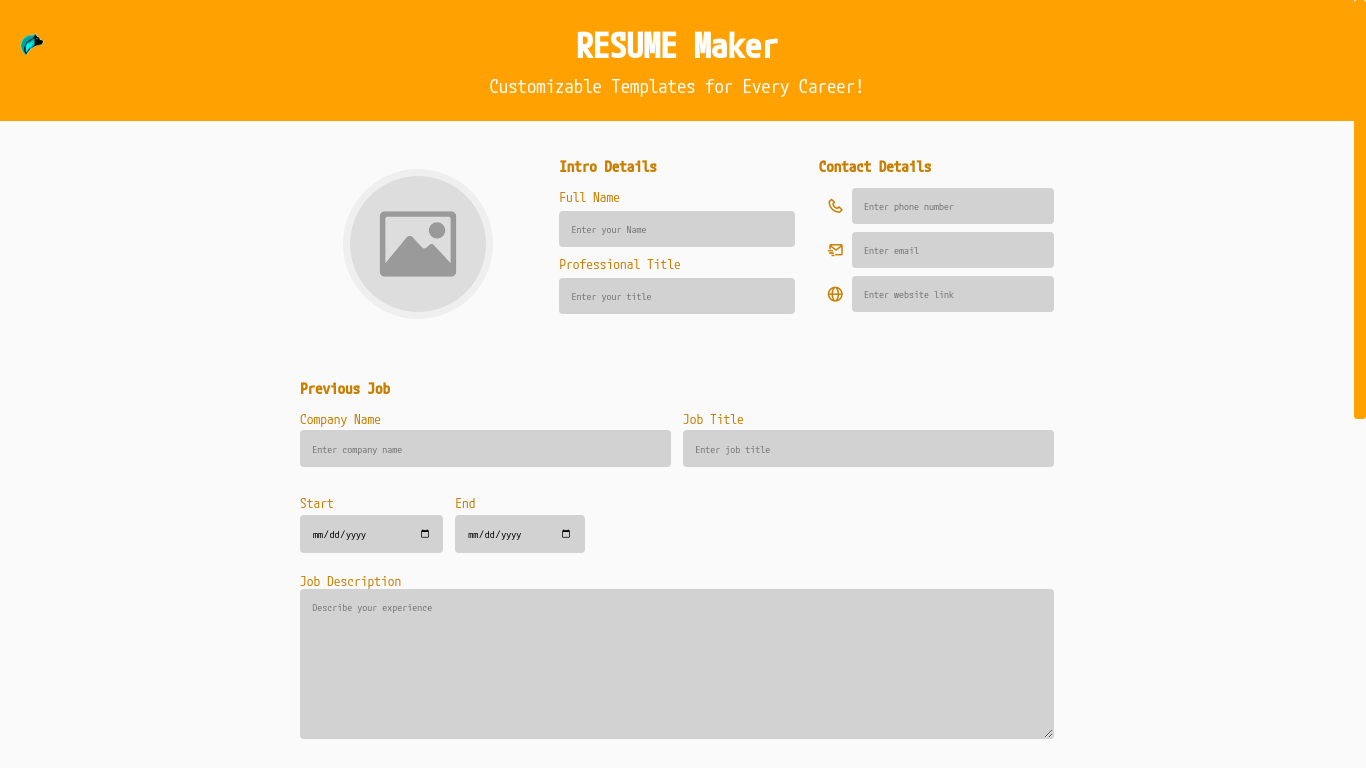 RESUME Maker
Customizable Templates for Every Career!
Intro Details
Full Name
Enter your Name
Professional Title
Enter your title
Contact Details
Enter phone number
Enter email
Enter website link
Previous Job
Company Name
Enter company name
Job Title
Enter job title
Start
mm/dd/yyyy
End
mm/dd/yyyy
Job Description
Describe your experience